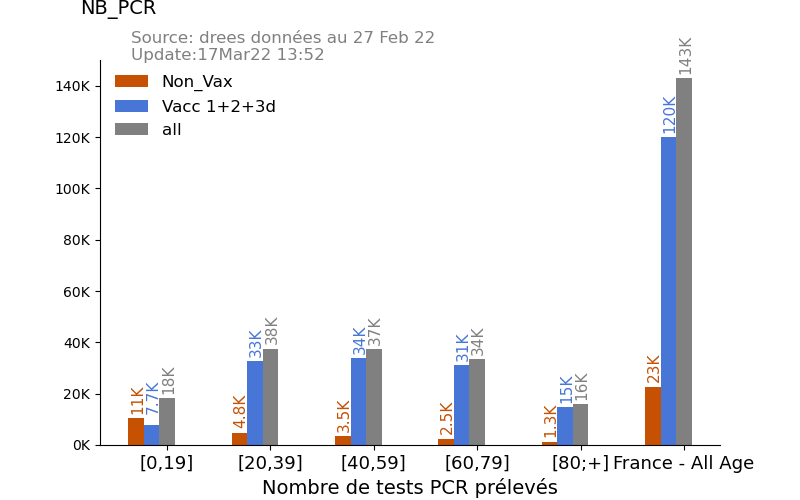 NB_PCR
Source: drees données au 27 Feb 22
Update:17Mar22 13:52
Non_Vax
Vacc 1+2+3d
all
140K
120K
100K
80K
60K
40K
20K
0K
11K 7.7K 18K
4.8K 33K 38K
3.5K 34K 37K
2.5K 31K 34K
1.3K 15K 16K
23K 120K 143K
[0,19] [20,39] [40,59] [60,79] [80;+] France - All Age
Nombre de tests PCR prélevés